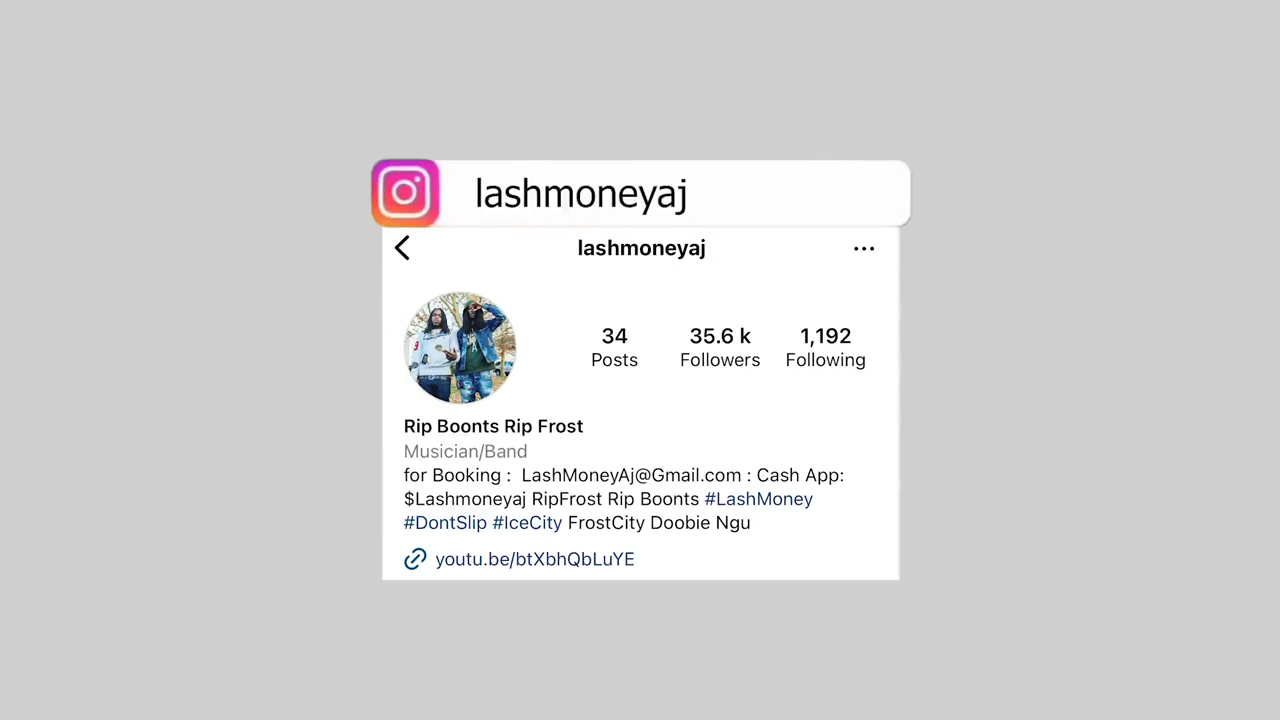 lashmoneyaj
lashmoneyaj
34 35.6 k 1,192
Posts Followers Following
Rip Boonts Rip Frost
Musician/Band
for Booking : LashMoneyAj@Gmail.com : Cash App:
$Lashmoneyaj RipFrost Rip Boonts #LashMoney
#DontSlip #IceCity FrostCity Doobie Ngu
youtu.be/btXbhQbLuYE